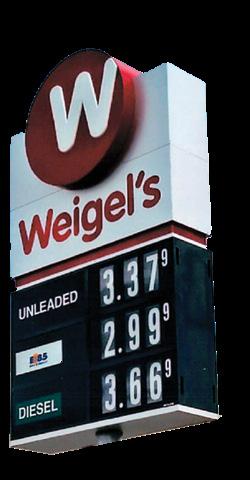 W
Weigel's
UNLEADED 3.37 9
E85 2.99 9
DIESEL 3.66 9